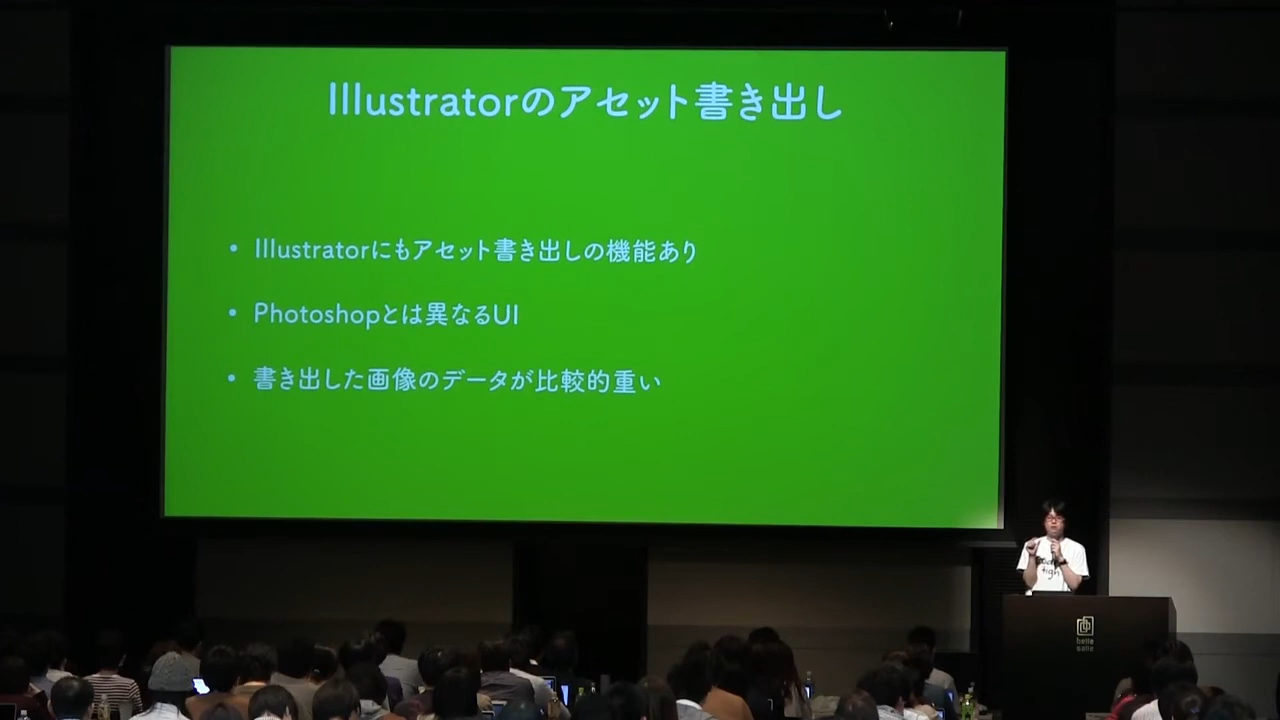 Illustratorのアセット書き出し
• Illustratorにもアセット書き出しの機能あり
• Photoshopとは異なるUI
• 書き出した画像のデータが比較的重い
belle
salle